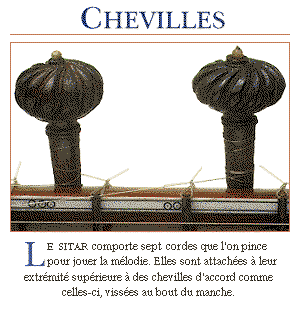 CHEVILLES
LE SITAR comporte sept cordes que l'on pince
pour jouer la mélodie. Elles sont attachées à leur
extrémité supérieure à des chevilles d'accord comme
celles-ci, vissées au bout du manche.